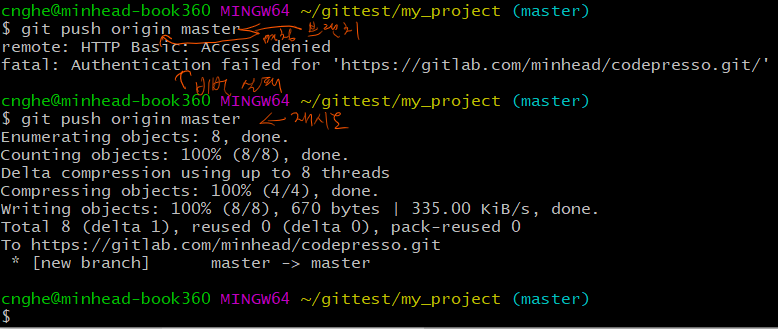 cnghe@minhead-book360 MINGW64 ~/gittest/my_project (master)
$ git push origin master 브랜치
remote: HTTP Basic: Access denied
fatal: Authentication failed for 'https://gitlab.com/minhead/codepresso.git/'
비번 실패
cnghe@minhead-book360 MINGW64 ~/gittest/my_project (master)
$ git push origin master ← 재시도
Enumerating objects: 8, done.
Counting objects: 100% (8/8), done.
Delta compression using up to 8 threads
Compressing objects: 100% (4/4), done.
Writing objects: 100% (8/8), 670 bytes | 335.00 KiB/s, done.
Total 8 (delta 1), reused 0 (delta 0), pack-reused 0
To https://gitlab.com/minhead/codepresso.git
 * [new branch]      master -> master
cnghe@minhead-book360 MINGW64 ~/gittest/my_project (master)
$